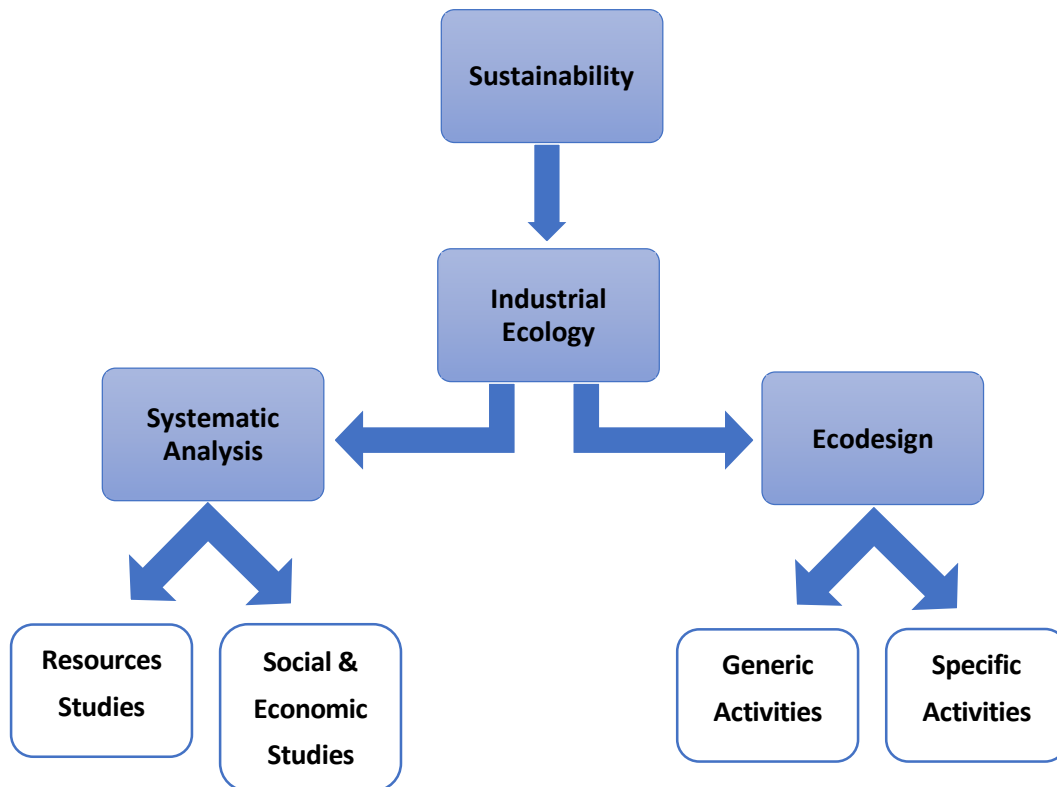 Sustainability
Industrial
Ecology
Systematic
Analysis
Ecodesign
Resources
Studies
Social &
Economic
Studies
Generic
Activities
Specific
Activities